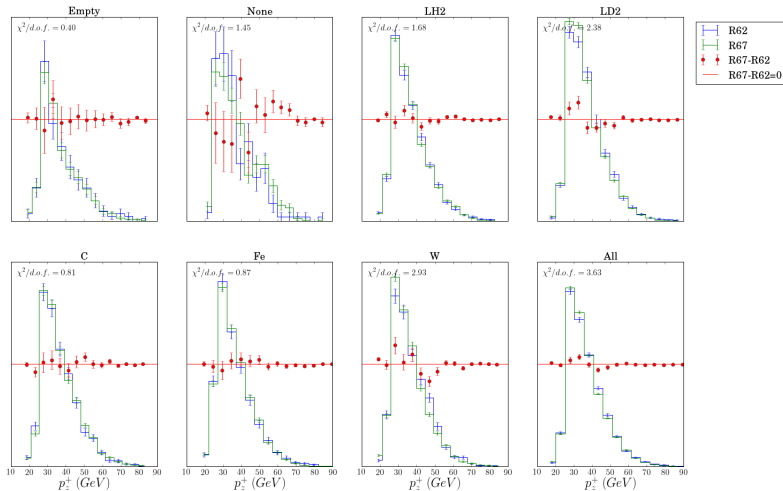 Empty
None
LH2
LD2
χ²/d.o.f. = 0.40
χ²/d.o.f. = 1.45
χ²/d.o.f. = 1.68
χ²/d.o.f. = 2.38
R62
R67
R67-R62
R67-R62=0
C
Fe
W
All
χ²/d.o.f. = 0.81
χ²/d.o.f. = 0.87
χ²/d.o.f. = 2.93
χ²/d.o.f. = 3.63
10 20 30 40 50 60 70 80 90
10 20 30 40 50 60 70 80 90
10 20 30 40 50 60 70 80 90
10 20 30 40 50 60 70 80 90
p_z^+ (GeV)
p_z^+ (GeV)
p_z^+ (GeV)
p_z^+ (GeV)